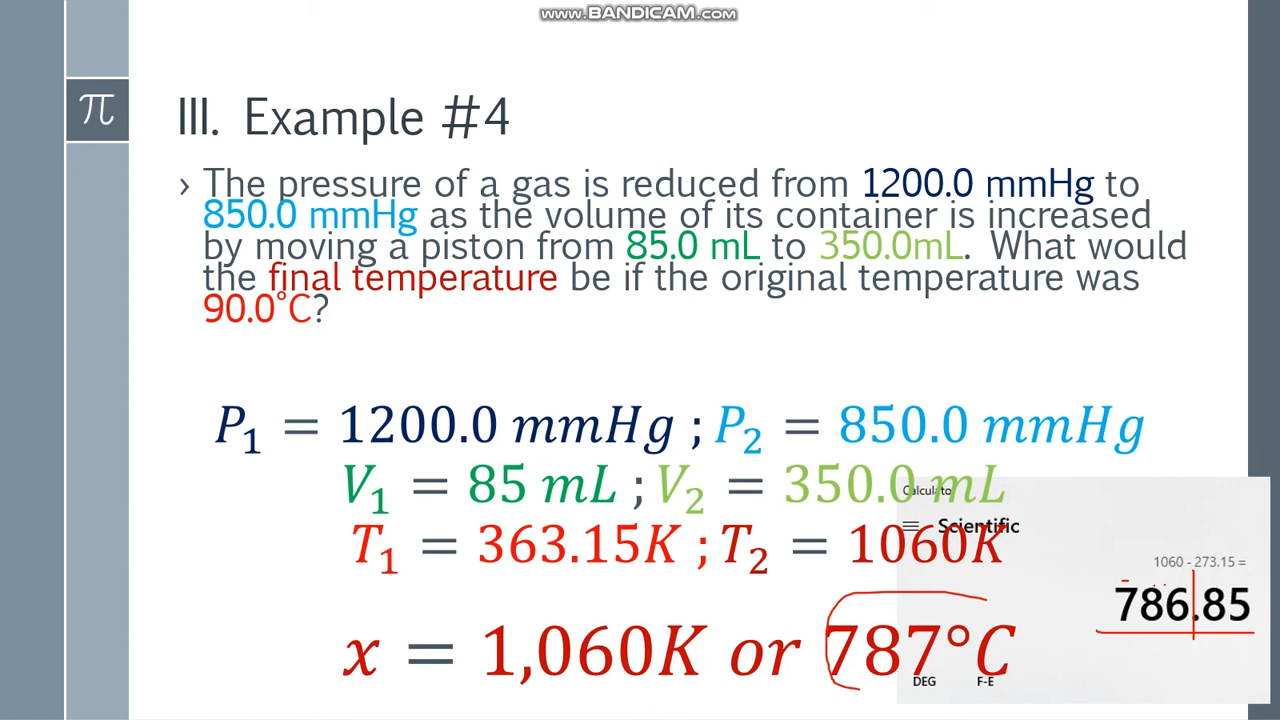 www.BANDICAM.com
π
III. Example #4
› The pressure of a gas is reduced from 1200.0 mmHg to
850.0 mmHg as the volume of its container is increased
by moving a piston from 85.0 mL to 350.0mL. What would
the final temperature be if the original temperature was
90.0°C?
P₁ = 1200.0 mmHg ; P₂ = 850.0 mmHg
V₁ = 85 mL ; V₂ = 350.0 mL
Calculato
Scientific
T₁ = 363.15K ; T₂ = 1060K
1060 - 273.15 =
786.85
x = 1,060K or 787°C
DEG F-E